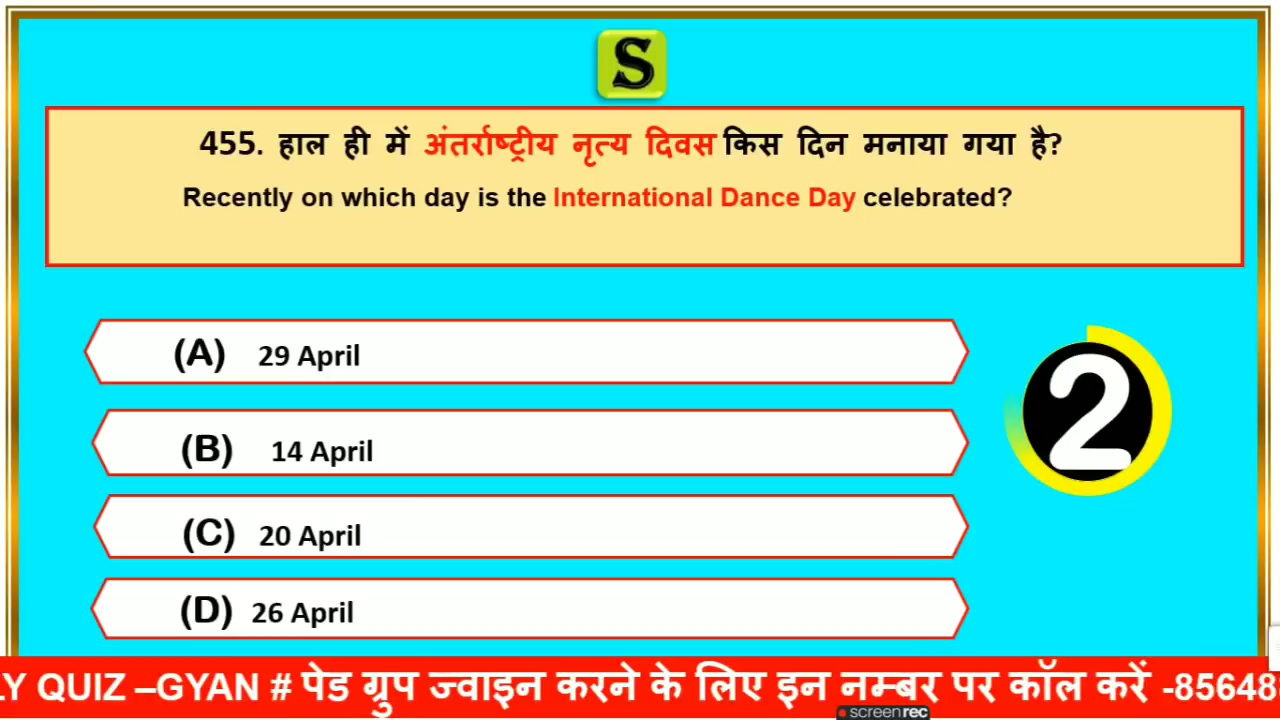 S
455. हाल ही में अंतर्राष्ट्रीय नृत्य दिवस किस दिन मनाया गया है?
Recently on which day is the International Dance Day celebrated?
(A) 29 April
(B) 14 April
2
(C) 20 April
(D) 26 April
LY QUIZ –GYAN # पेड ग्रुप ज्वाइन करने के लिए इन नम्बर पर कॉल करें -85648
screenrec